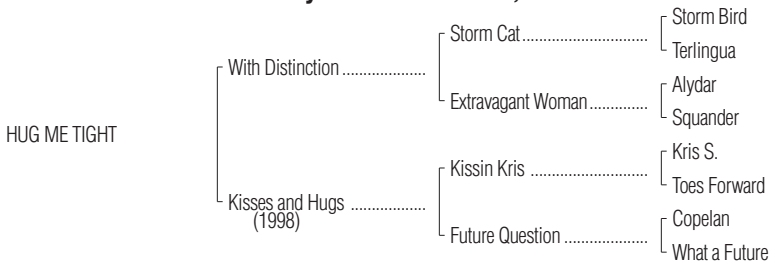 Storm Bird
Storm Cat..................................
Terlingua
With Distinction ....................
Alydar
Extravagant Woman...............
Squander
HUG ME TIGHT
Kris S.
Kissin Kris ............................
Toes Forward
Kisses and Hugs ..................
(1998)
Copelan
Future Question ....................
What a Future